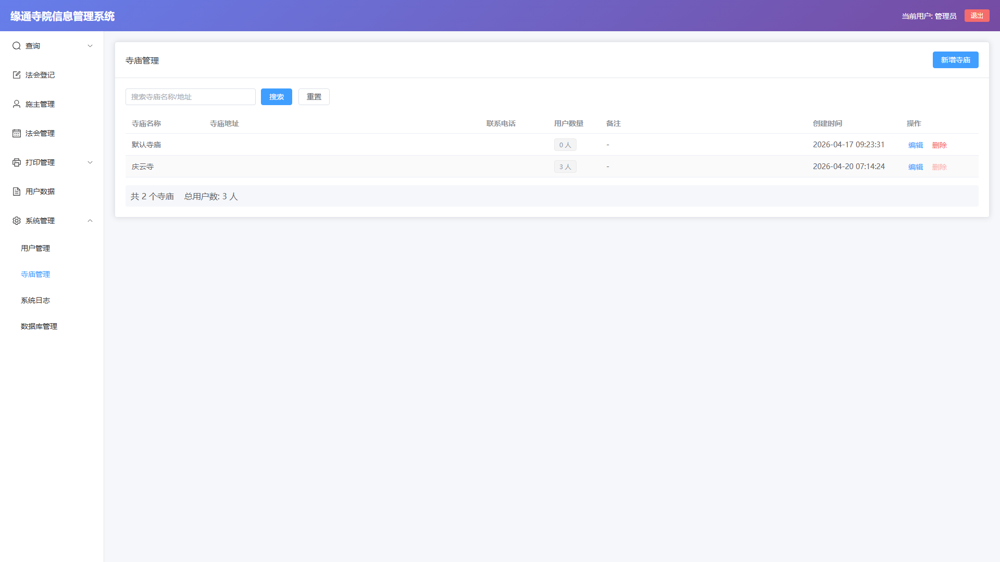 缘通寺院信息管理系统
当前用户: 管理员 退出
查询
法会登记
施主管理
法会管理
打印管理
用户数据
系统管理
用户管理
寺庙管理
系统日志
数据库管理
寺庙管理 新增寺庙
搜索寺庙名称/地址 搜索 重置
寺庙名称 寺庙地址 联系电话 用户数量 备注 创建时间 操作
默认寺庙 0 人 - 2026-04-17 09:23:31 编辑 删除
庆云寺 3 人 - 2026-04-20 07:14:24 编辑 删除
共 2 个寺庙 总用户数: 3 人